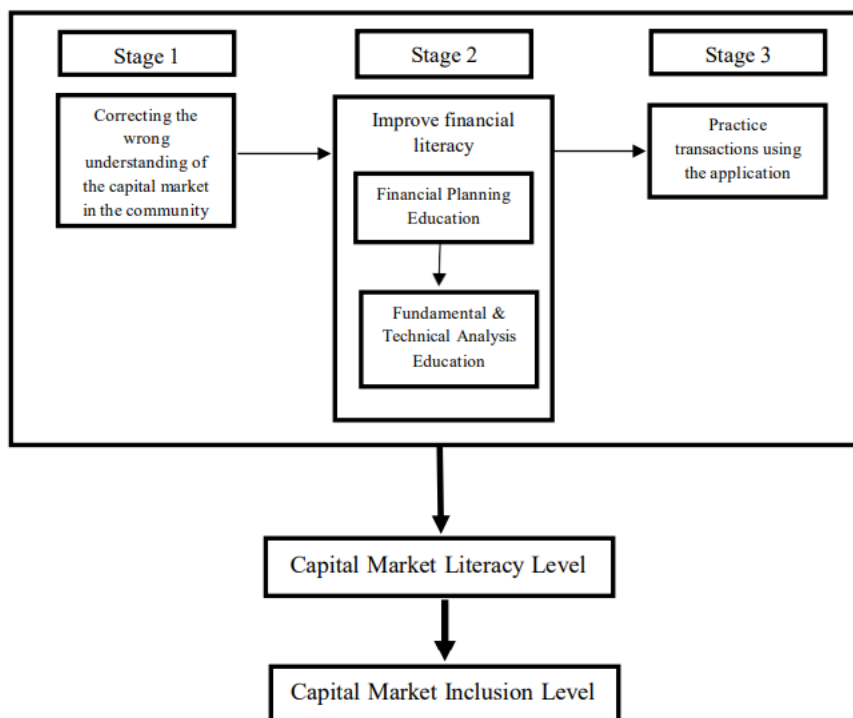 Stage 1
Stage 2
Stage 3
Correcting the
wrong
understanding of
the capital market
in the community
Improve financial
literacy
Financial Planning
Education
Fundamental &
Technical Analysis
Education
Practice
transactions using
the application
Capital Market Literacy Level
Capital Market Inclusion Level